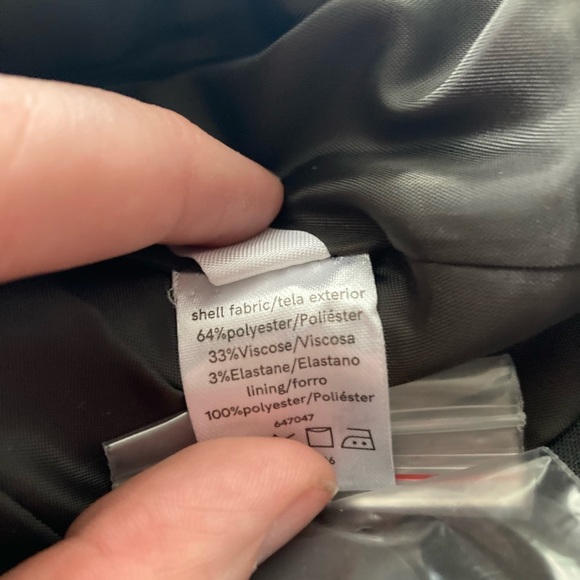 shell fabric/tela exterior
64%polyester/Poliéster
33%Viscose/Viscosa
3%Elastane/Elastano
lining/forro
100%polyester/Poliéster
647047